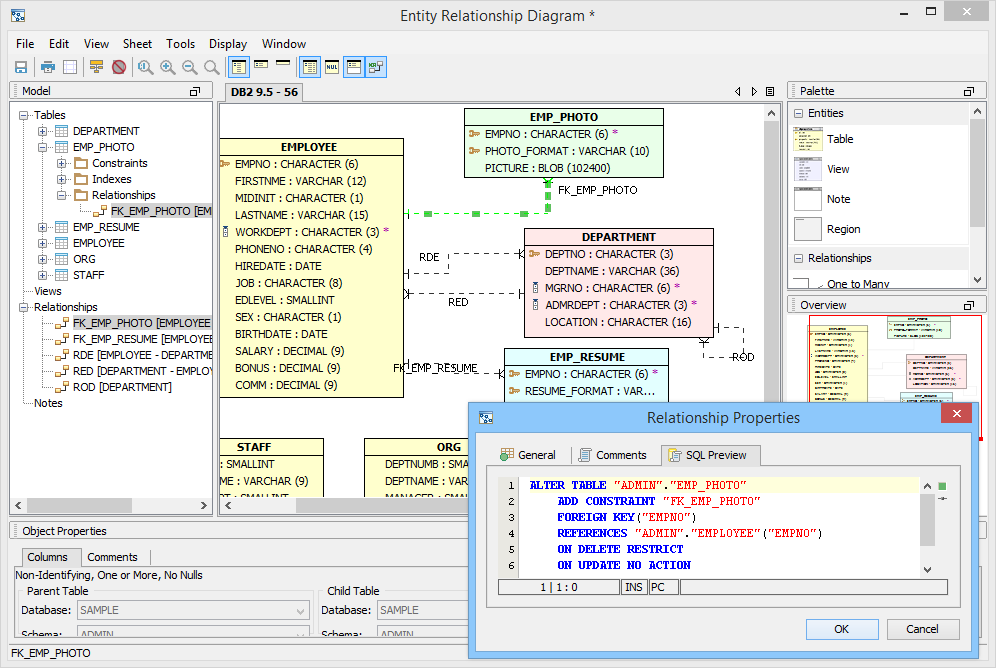 Entity Relationship Diagram *
File Edit View Sheet Tools Display Window
Model
Tables
DEPARTMENT
EMP_PHOTO
Constraints
Indexes
Relationships
FK_EMP_PHOTO [EM
EMP_RESUME
EMPLOYEE
ORG
STAFF
Views
Relationships
FK_EMP_PHOTO [EMPLOYEE
FK_EMP_RESUME [EMPLOYEE
RDE [EMPLOYEE - DEPARTME
RED [DEPARTMENT - EMPLOY
ROD [DEPARTMENT]
Notes
DB2 9.5 - 56
EMPLOYEE
EMPNO : CHARACTER (6)
FIRSTNME : VARCHAR (12)
MIDINIT : CHARACTER (1)
LASTNAME : VARCHAR (15)
WORKDEPT : CHARACTER (3) *
PHONENO : CHARACTER (4)
HIREDATE : DATE
JOB : CHARACTER (8)
EDLEVEL : SMALLINT
SEX : CHARACTER (1)
BIRTHDATE : DATE
SALARY : DECIMAL (9)
BONUS : DECIMAL (9)
COMM : DECIMAL (9)
EMP_PHOTO
EMPNO : CHARACTER (6) *
PHOTO_FORMAT : VARCHAR (10)
PICTURE : BLOB (102400)
FK_EMP_PHOTO
RDE
RED
DEPARTMENT
DEPTNO : CHARACTER (3)
DEPTNAME : VARCHAR (36)
MGRNO : CHARACTER (6) *
ADMRDEPT : CHARACTER (3) *
LOCATION : CHARACTER (16)
ROD
FK_EMP_RESUME
EMP_RESUME
EMPNO : CHARACTER (6) *
RESUME_FORMAT : VAR...
STAFF
: SMALLINT
ME : VARCHAR (9)
DEPT : SMALLINT
ORG
DEPTNUMB : SMA
DEPTNAME : VAR
MANAGER : SMAL
Palette
Entities
Table
View
Note
Region
Relationships
One to Many
Overview
Object Properties
Columns Comments
Non-Identifying, One or More, No Nulls
Parent Table
Database: SAMPLE
Schema: ADMIN
Child Table
Database: SAMPLE
Schema: ADMIN
FK_EMP_PHOTO
Relationship Properties
General Comments SQL Preview
1 ALTER TABLE "ADMIN"."EMP_PHOTO"
2 ADD CONSTRAINT "FK_EMP_PHOTO"
3 FOREIGN KEY("EMPNO")
4 REFERENCES "ADMIN"."EMPLOYEE"("EMPNO")
5 ON DELETE RESTRICT
6 ON UPDATE NO ACTION
1 | 1 : 0 INS PC
OK Cancel